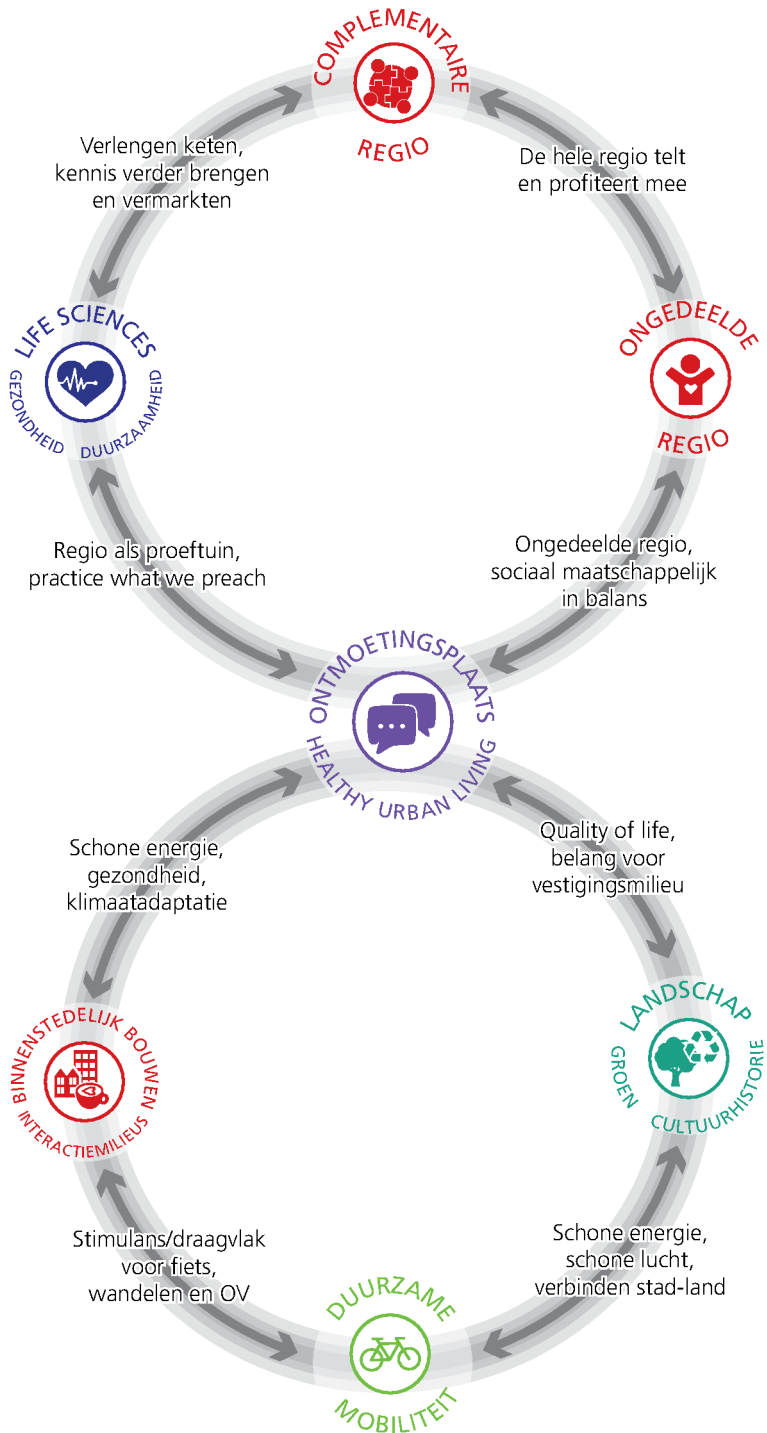 COMPLEMENTAIRE
REGIO
Verlengen keten,
kennis verder brengen
en vermarkten
De hele regio telt
en profiteert mee
LIFE SCIENCES
GEZONDHEID DUURZAAMHEID
ONGEDEELDE
REGIO
Regio als proeftuin,
practice what we preach
Ongedeelde regio,
sociaal maatschappelijk
in balans
ONTMOETINGSPLAATS
HEALTHY URBAN LIVING
Schone energie,
gezondheid,
klimaatadaptatie
Quality of life,
belang voor
vestigingsmilieu
BINNENSTEDELIJK BOUWEN
INTERACTIEMILIEUS
LANDSCHAP
GROEN CULTUURHISTORIE
Stimulans/draagvlak
voor fiets,
wandelen en OV
Schone energie,
schone lucht,
verbinden stad-land
DUURZAME
MOBILITEIT